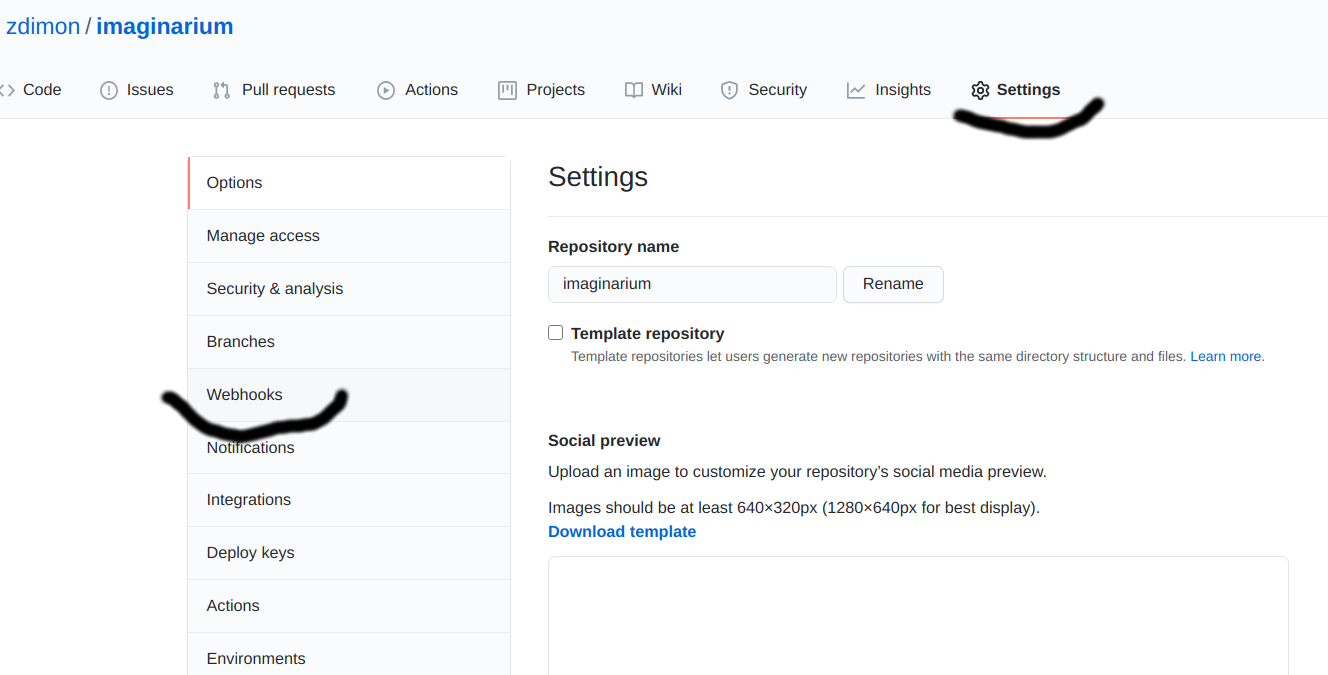 zdimon / imaginarium
Code Issues Pull requests Actions Projects Wiki Security Insights Settings
Options
Manage access
Security & analysis
Branches
Webhooks
Notifications
Integrations
Deploy keys
Actions
Environments
Settings
Repository name
imaginarium Rename
Template repository
Template repositories let users generate new repositories with the same directory structure and files. Learn more.
Social preview
Upload an image to customize your repository’s social media preview.
Images should be at least 640×320px (1280×640px for best display).
Download template